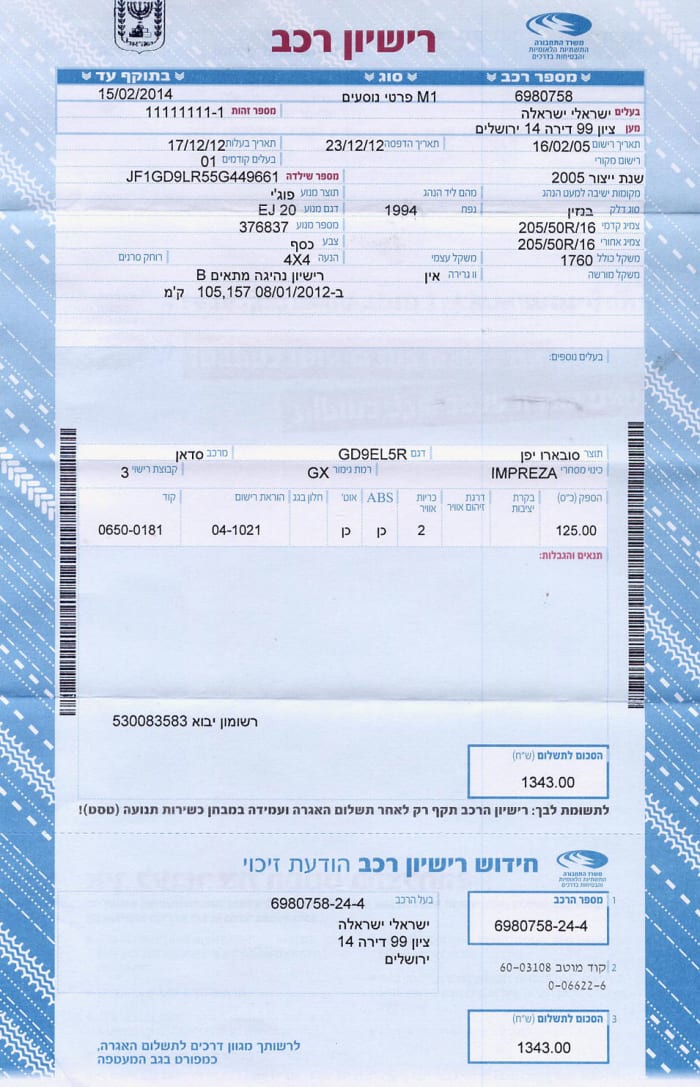 רישיון רכב
משרד התחבורה
התשתיות הלאומיות
והבטיחות בדרכים
מספר רכב סוג בתוקף עד
6980758 M1 פרטי נוסעים 15/02/2014
בעלים ישראלי ישראלה מספר זהות 11111111-1
מען ציון 99 דירה 14 ירושלים
תאריך רישום 16/02/05 תאריך הדפסה 23/12/12 תאריך בעלות 17/12/12
רישום מקורי בעלים קודמים 01
שנת ייצור 2005 מספר שילדה JF1GD9LR55G449661
מקומות ישיבה למעט הנהג מהם ליד הנהג תוצר מנוע פוג'י
סוג דלק בנזין נפח 1994 דגם מנוע EJ 20
צמיג קדמי 205/50R/16 מספר מנוע 376837
צמיג אחורי 205/50R/16 צבע כסף
משקל כולל 1760 משקל עצמי הנעה 4X4 רוחק סרנים
משקל מורשה וו גרירה אין רישיון נהיגה מתאים B
ב-08/01/2012 105,157 ק'מ
בעלים נוספים:
תוצר סובארו יפן דגם GD9EL5R מרכב סדאן
כינוי מסחרי IMPREZA רמת גימור GX קבוצת רישוי 3
הספק (כ"ס) בקרת יציבות דרגת זיהום אוויר כריות אוויר ABS אוט' חלון בגג הוראת רישום קוד
125.00 2 כן כן 04-1021 0650-0181
תנאים והגבלות:
רשומון יבוא 530083583
הסכום לתשלום (ש"ח)
1343.00
לתשומת לבך: רישיון הרכב תקף רק לאחר תשלום האגרה ועמידה במבחן כשירות תנועה (טסט)!
חידוש רישיון רכב הודעת זיכוי
משרד התחבורה
התשתיות הלאומיות
והבטיחות בדרכים
1 מספר הרכב
6980758-24-4
בעל הרכב 6980758-24-4
ישראלי ישראלה
ציון 99 דירה 14
ירושלים
2 קוד מוטב 60-03108
0-06622-6
3 הסכום לתשלום (ש"ח)
1343.00
לרשותך מגוון דרכים לתשלום האגרה,
כמפורט בגב המעטפה